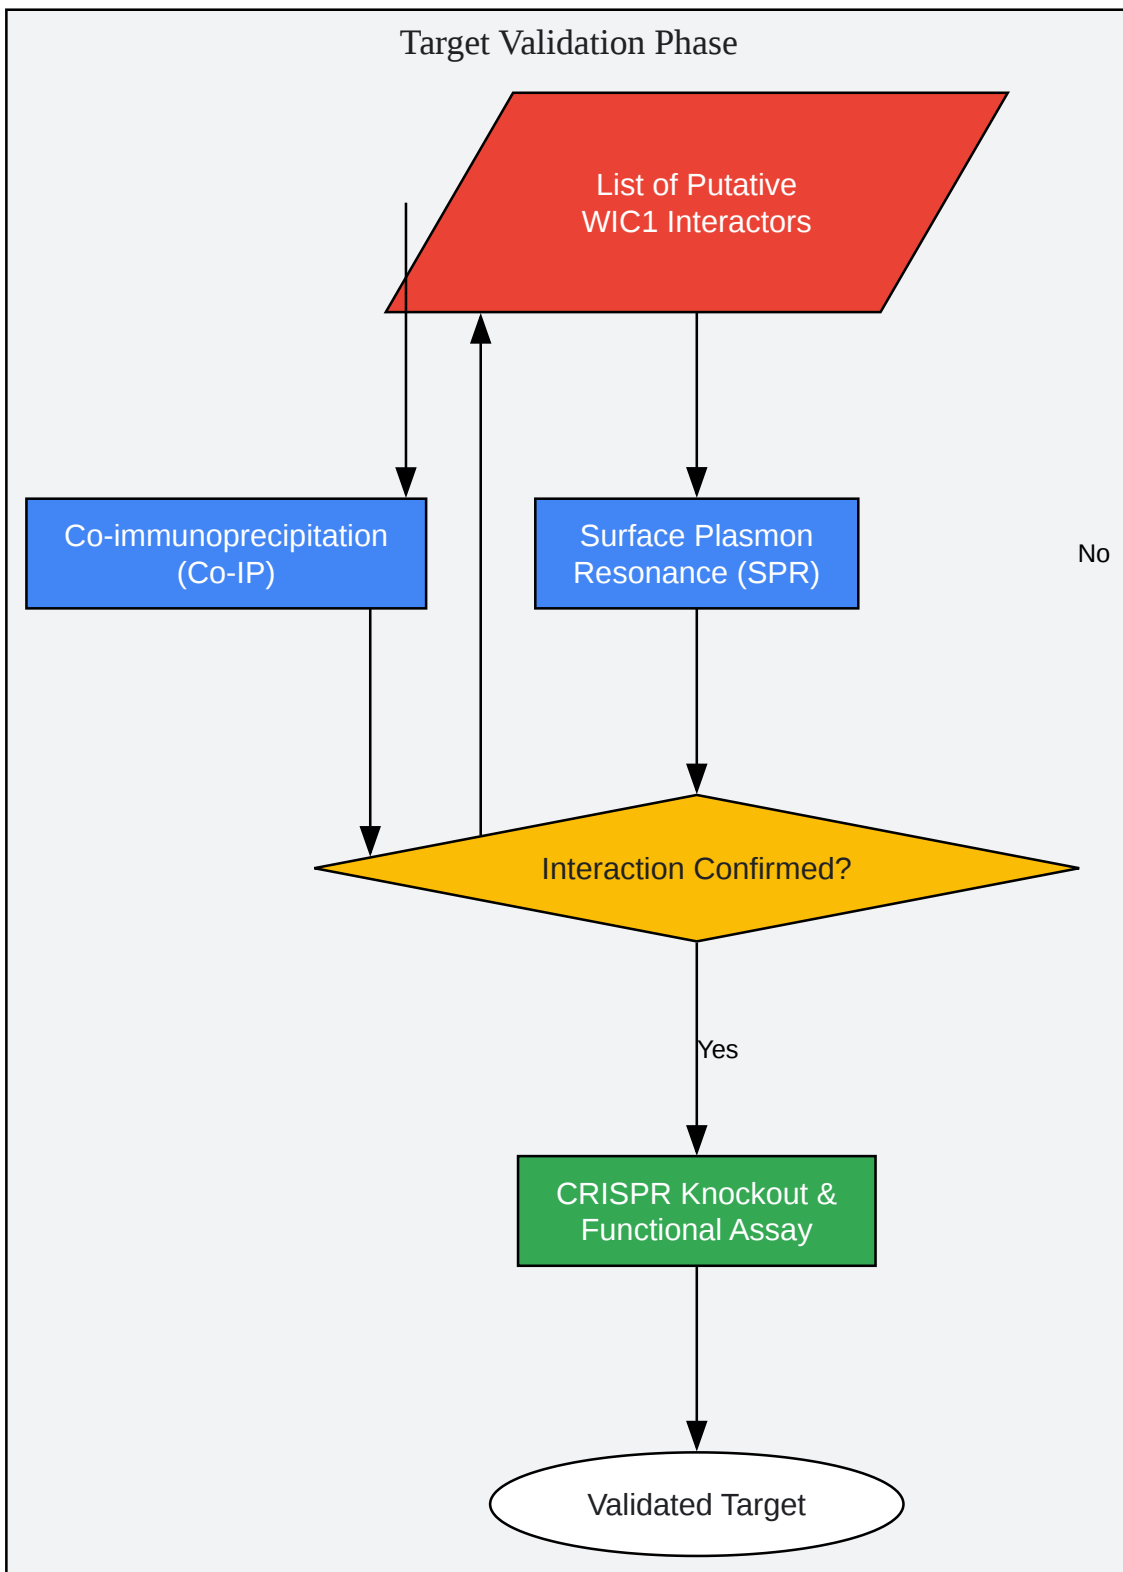 Target Validation Phase
List of Putative
WIC1 Interactors
Co-immunoprecipitation
(Co-IP)
Surface Plasmon
Resonance (SPR)
No
Interaction Confirmed?
Yes
CRISPR Knockout &
Functional Assay
Validated Target